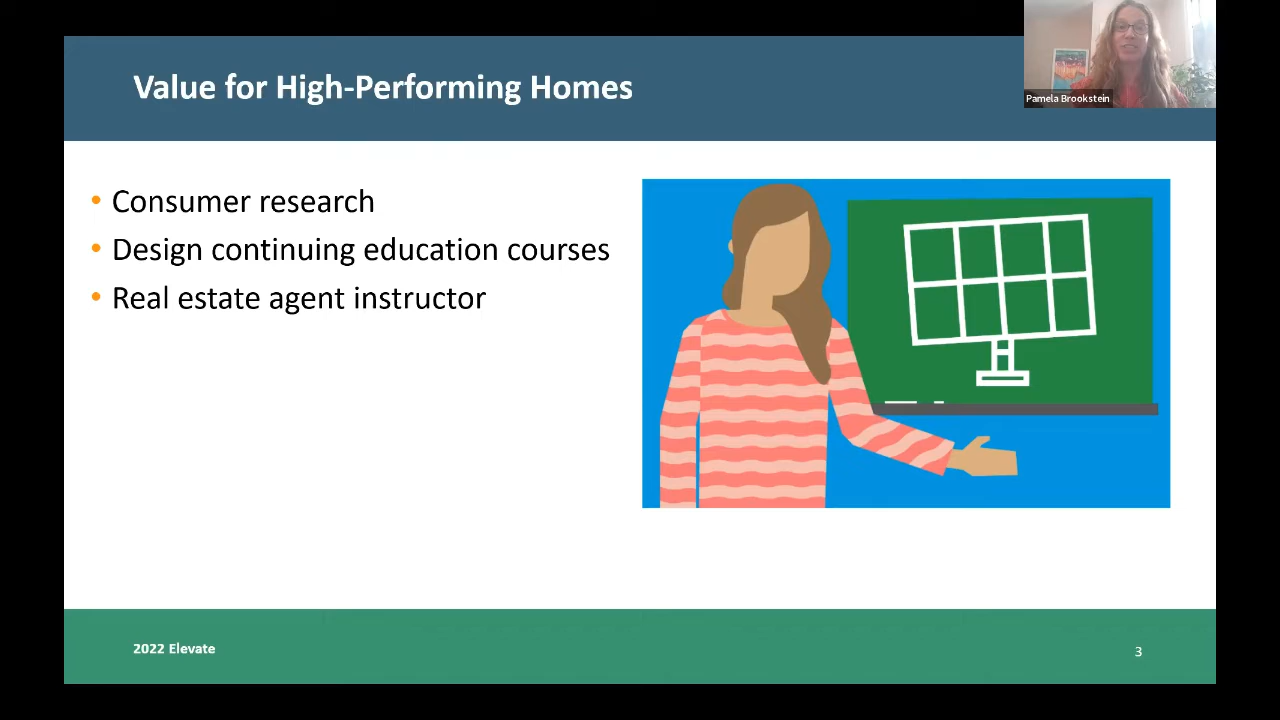 Value for High-Performing Homes
Pamela Brookstein
• Consumer research
• Design continuing education courses
• Real estate agent instructor
2022 Elevate
3